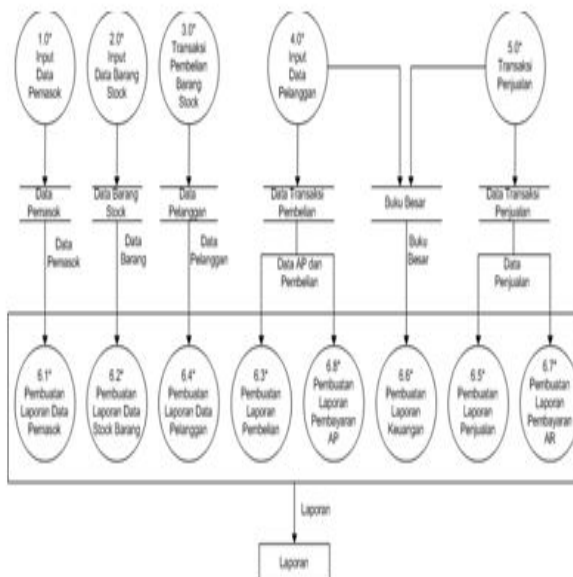 1.0*
Input
Data
Pemasok
2.0*
Input
Data Barang
Stock
3.0*
Transaksi
Pembelian
Barang
Stock
4.0*
Input
Data
Pelanggan
5.0*
Transaksi
Penjualan
Data
Pemasok
Data Barang
Stock
Data
Pelanggan
Data Transaksi
Pembelian
Buku Besar
Data Transaksi
Penjualan
Data
Pemasok
Data
Barang
Data
Pelanggan
Data AP dan
Pembelian
Buku
Besar
Data
Penjualan
6.1*
Pembuatan
Laporan Data
Pemasok
6.2*
Pembuatan
Laporan Data
Stock Barang
6.4*
Pembuatan
Laporan Data
Pelanggan
6.3*
Pembuatan
Laporan
Pembelian
6.8*
Pembuatan
Laporan
Pembayaran
AP
6.6*
Pembuatan
Laporan
Keuangan
6.5*
Pembuatan
Laporan
Penjualan
6.7*
Pembuatan
Laporan
Pembayaran
AR
Laporan
Laporan